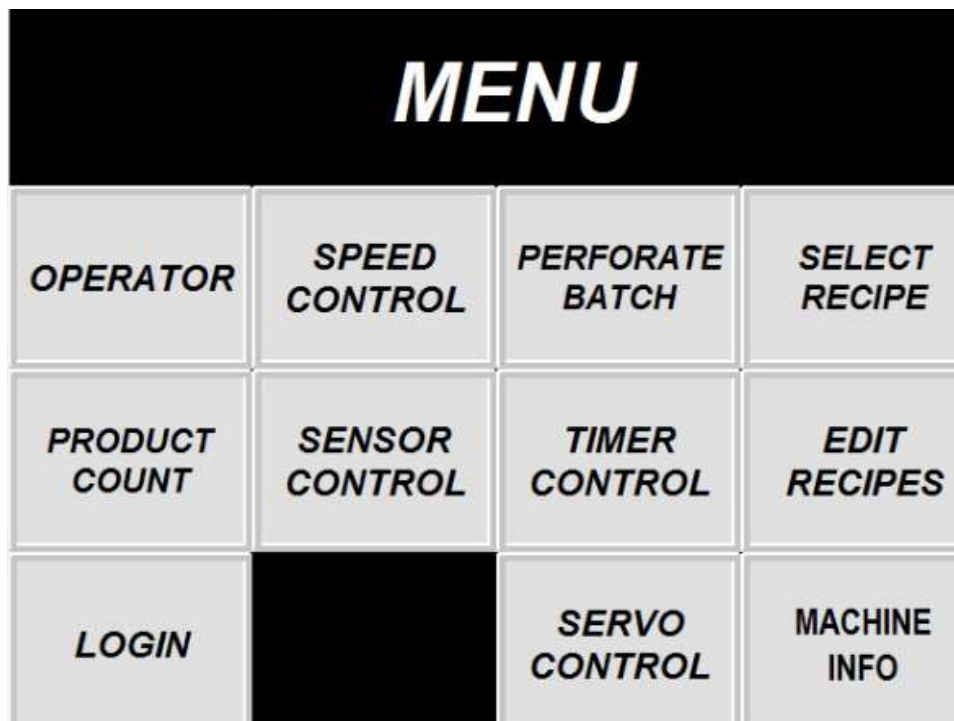 MENU
OPERATOR
SPEED
CONTROL
PERFORATE
BATCH
SELECT
RECIPE
PRODUCT
COUNT
SENSOR
CONTROL
TIMER
CONTROL
EDIT
RECIPES
LOGIN
SERVO
CONTROL
MACHINE
INFO